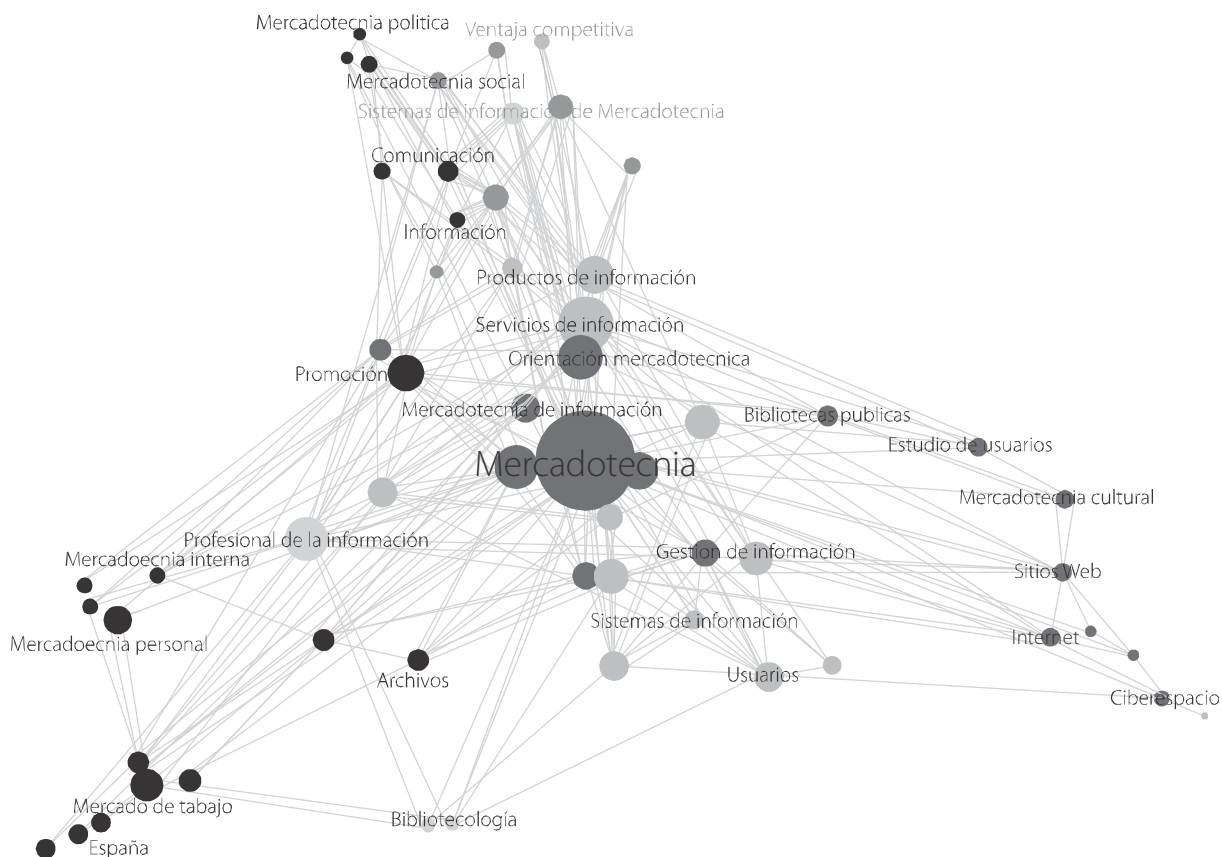 Mercadotecnia politica
Ventaja competitiva
Mercadotecnia social
Sistemas de información de Mercadotecnia
Comunicación
Información
Productos de información
Servicios de información
Orientación mercadotecnica
Promoción
Mercadotecnia de información
Bibliotecas publicas
Estudio de usuarios
Mercadotecnia
Mercadotecnia cultural
Profesional de la información
Gestion de información
Mercadoecnia interna
Sitios Web
Sistemas de información
Internet
Mercadoecnia personal
Usuarios
Archivos
Ciberespacio
Mercado de tabajo
Bibliotecología
España